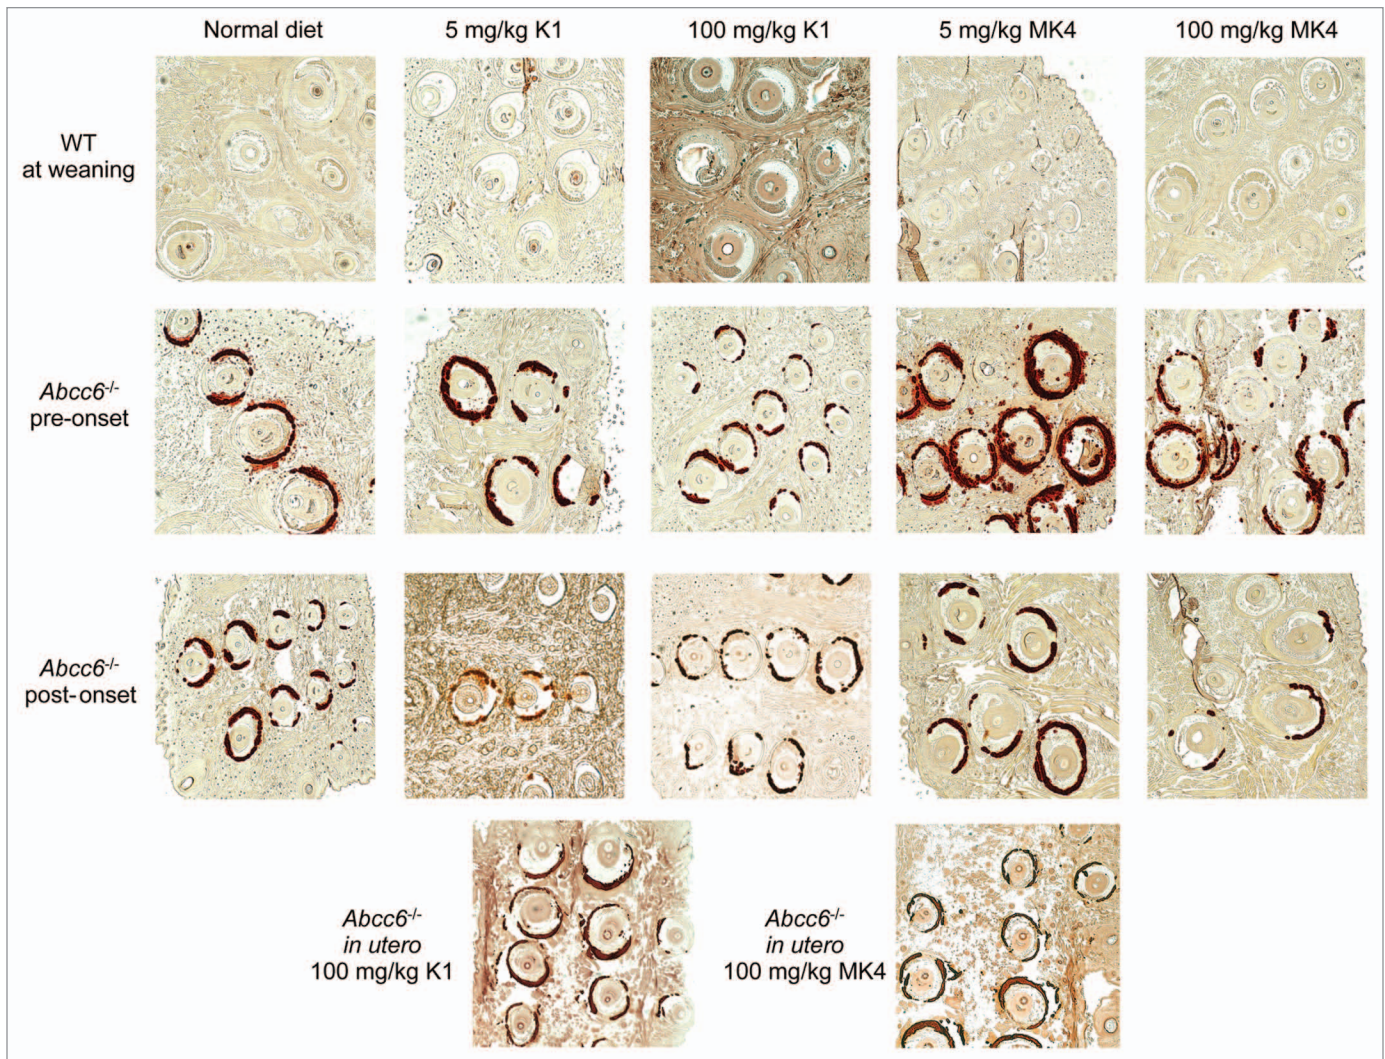 Normal diet
5 mg/kg K1
100 mg/kg K1
5 mg/kg MK4
100 mg/kg MK4
WT
at weaning
Abcc6-/-
pre-onset
Abcc6-/-
post-onset
Abcc6-/-
in utero
100 mg/kg K1
Abcc6-/-
in utero
100 mg/kg MK4